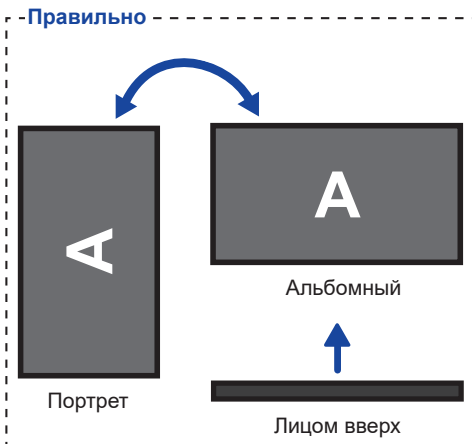 Правильно
A
A
Альбомный
Портрет
Лицом вверх